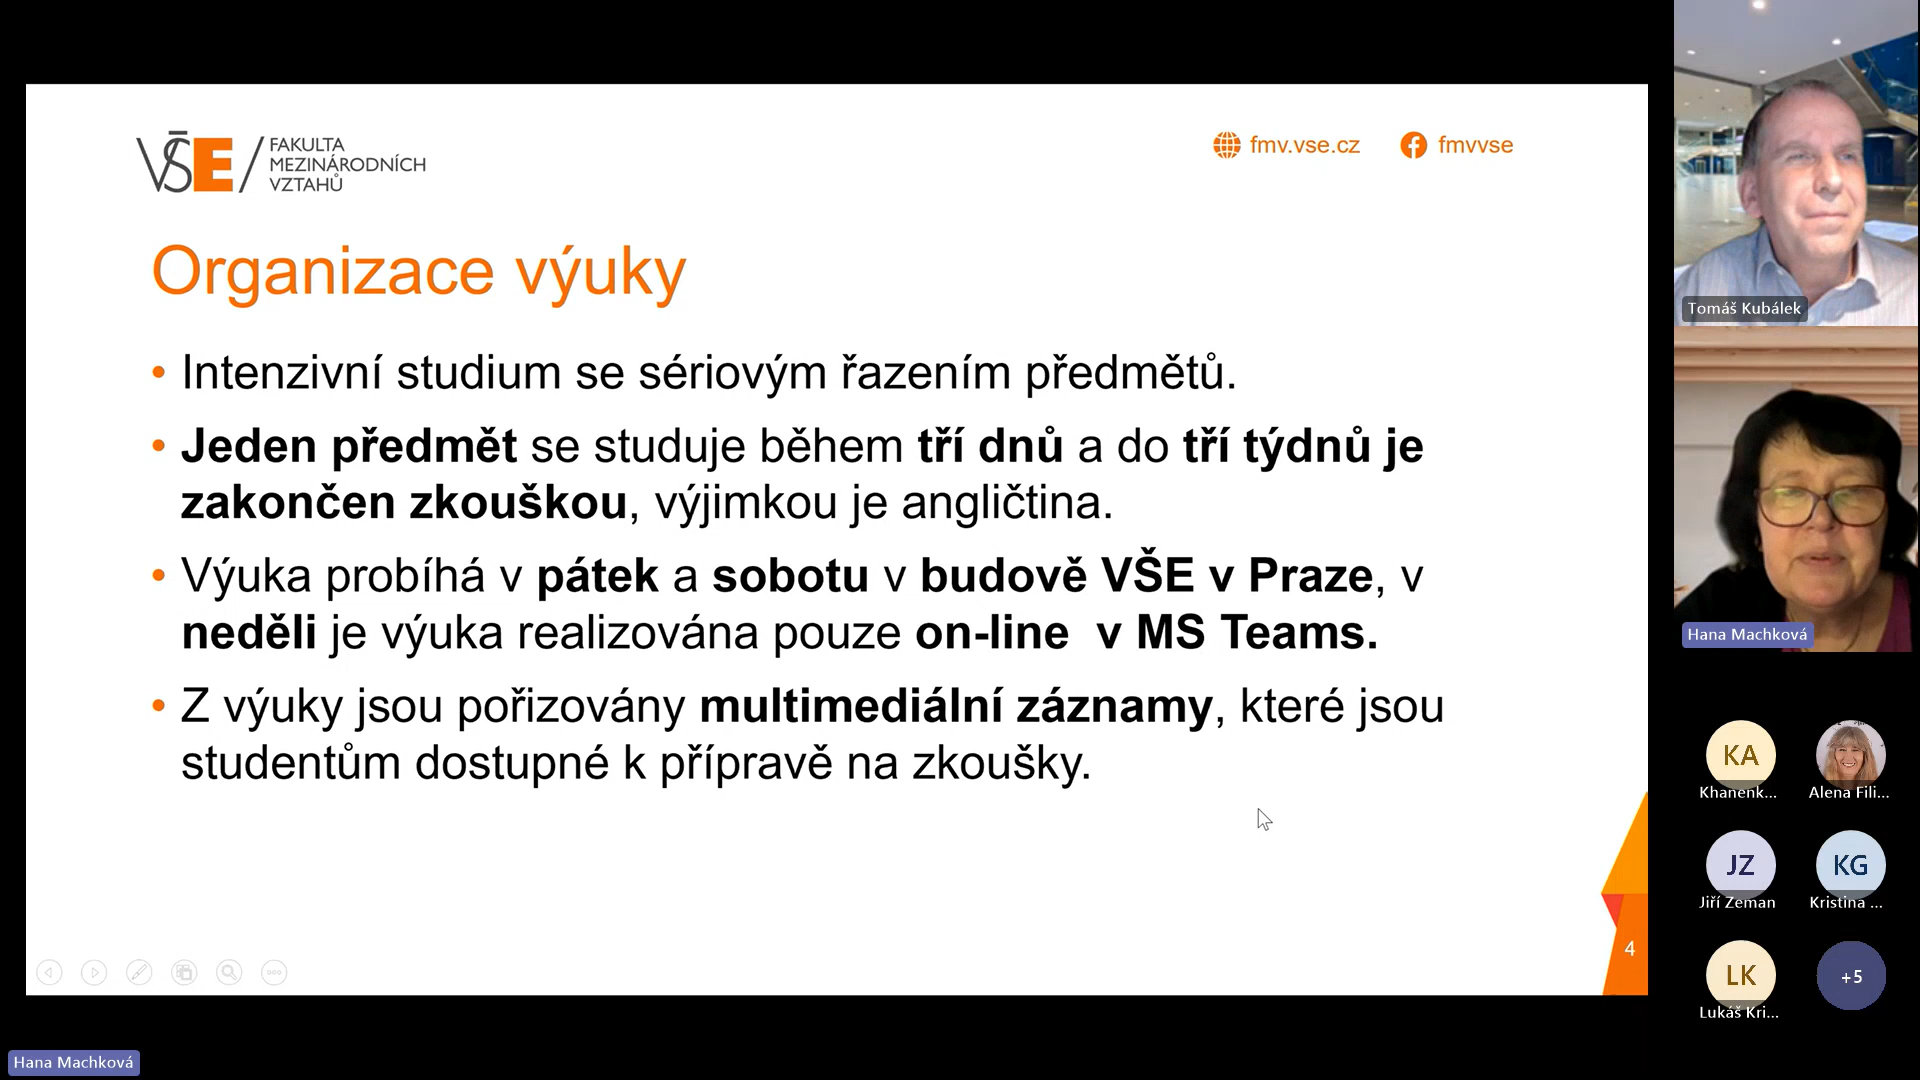 VŠE / FAKULTA
MEZINÁRODNÍCH
VZTAHŮ
fmv.vse.cz fmvvse
Organizace výuky
• Intenzivní studium se sériovým řazením předmětů.
• Jeden předmět se studuje během tří dnů a do tří týdnů je
zakončen zkouškou, výjimkou je angličtina.
• Výuka probíhá v pátek a sobotu v budově VŠE v Praze, v
neděli je výuka realizována pouze on-line v MS Teams.
• Z výuky jsou pořizovány multimediální záznamy, které jsou
studentům dostupné k přípravě na zkoušky.
4
Tomáš Kubálek
Hana Machková
KA
Khanenk...
Alena Fili...
JZ
Jiří Zeman
KG
Kristina ...
LK
Lukáš Kri...
+5
Hana Machková